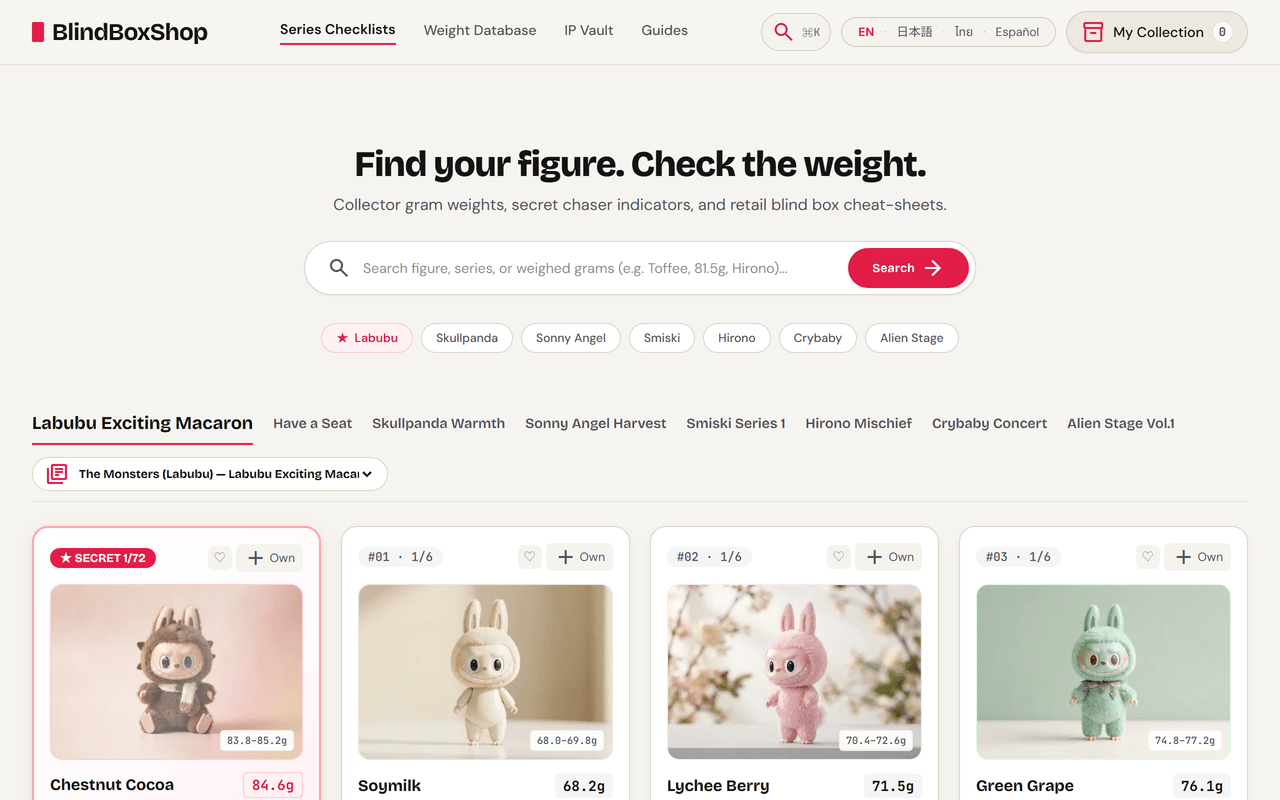 BlindBoxShop
Series Checklists
Weight Database
IP Vault
Guides
⌘K
EN · 日本語 · ไทย · Español
My Collection 0
Find your figure. Check the weight.
Collector gram weights, secret chaser indicators, and retail blind box cheat-sheets.
Search figure, series, or weighed grams (e.g. Toffee, 81.5g, Hirono)...
Search
★ Labubu
Skullpanda
Sonny Angel
Smiski
Hirono
Crybaby
Alien Stage
Labubu Exciting Macaron
Have a Seat
Skullpanda Warmth
Sonny Angel Harvest
Smiski Series 1
Hirono Mischief
Crybaby Concert
Alien Stage Vol.1
The Monsters (Labubu) — Labubu Exciting Macar
★ SECRET 1/72
♡
+ Own
83.8–85.2g
Chestnut Cocoa
84.6g
#01 · 1/6
♡
+ Own
68.0–69.8g
Soymilk
68.2g
#02 · 1/6
♡
+ Own
70.4–72.6g
Lychee Berry
71.5g
#03 · 1/6
♡
+ Own
74.8–77.2g
Green Grape
76.1g